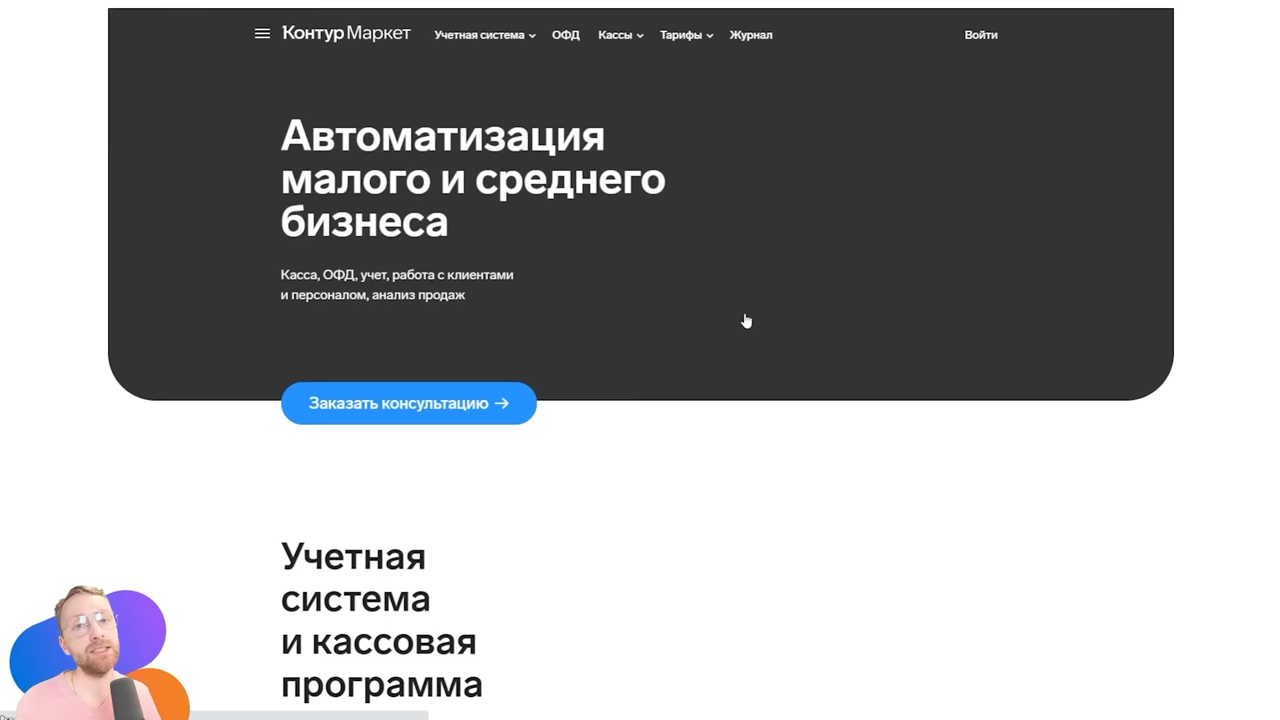 Контур Маркет
Учетная система
ОФД
Кассы
Тарифы
Журнал
Войти
Автоматизация
малого и среднего
бизнеса
Касса, ОФД, учет, работа с клиентами
и персоналом, анализ продаж
Заказать консультацию →
Учетная
система
и кассовая
программа